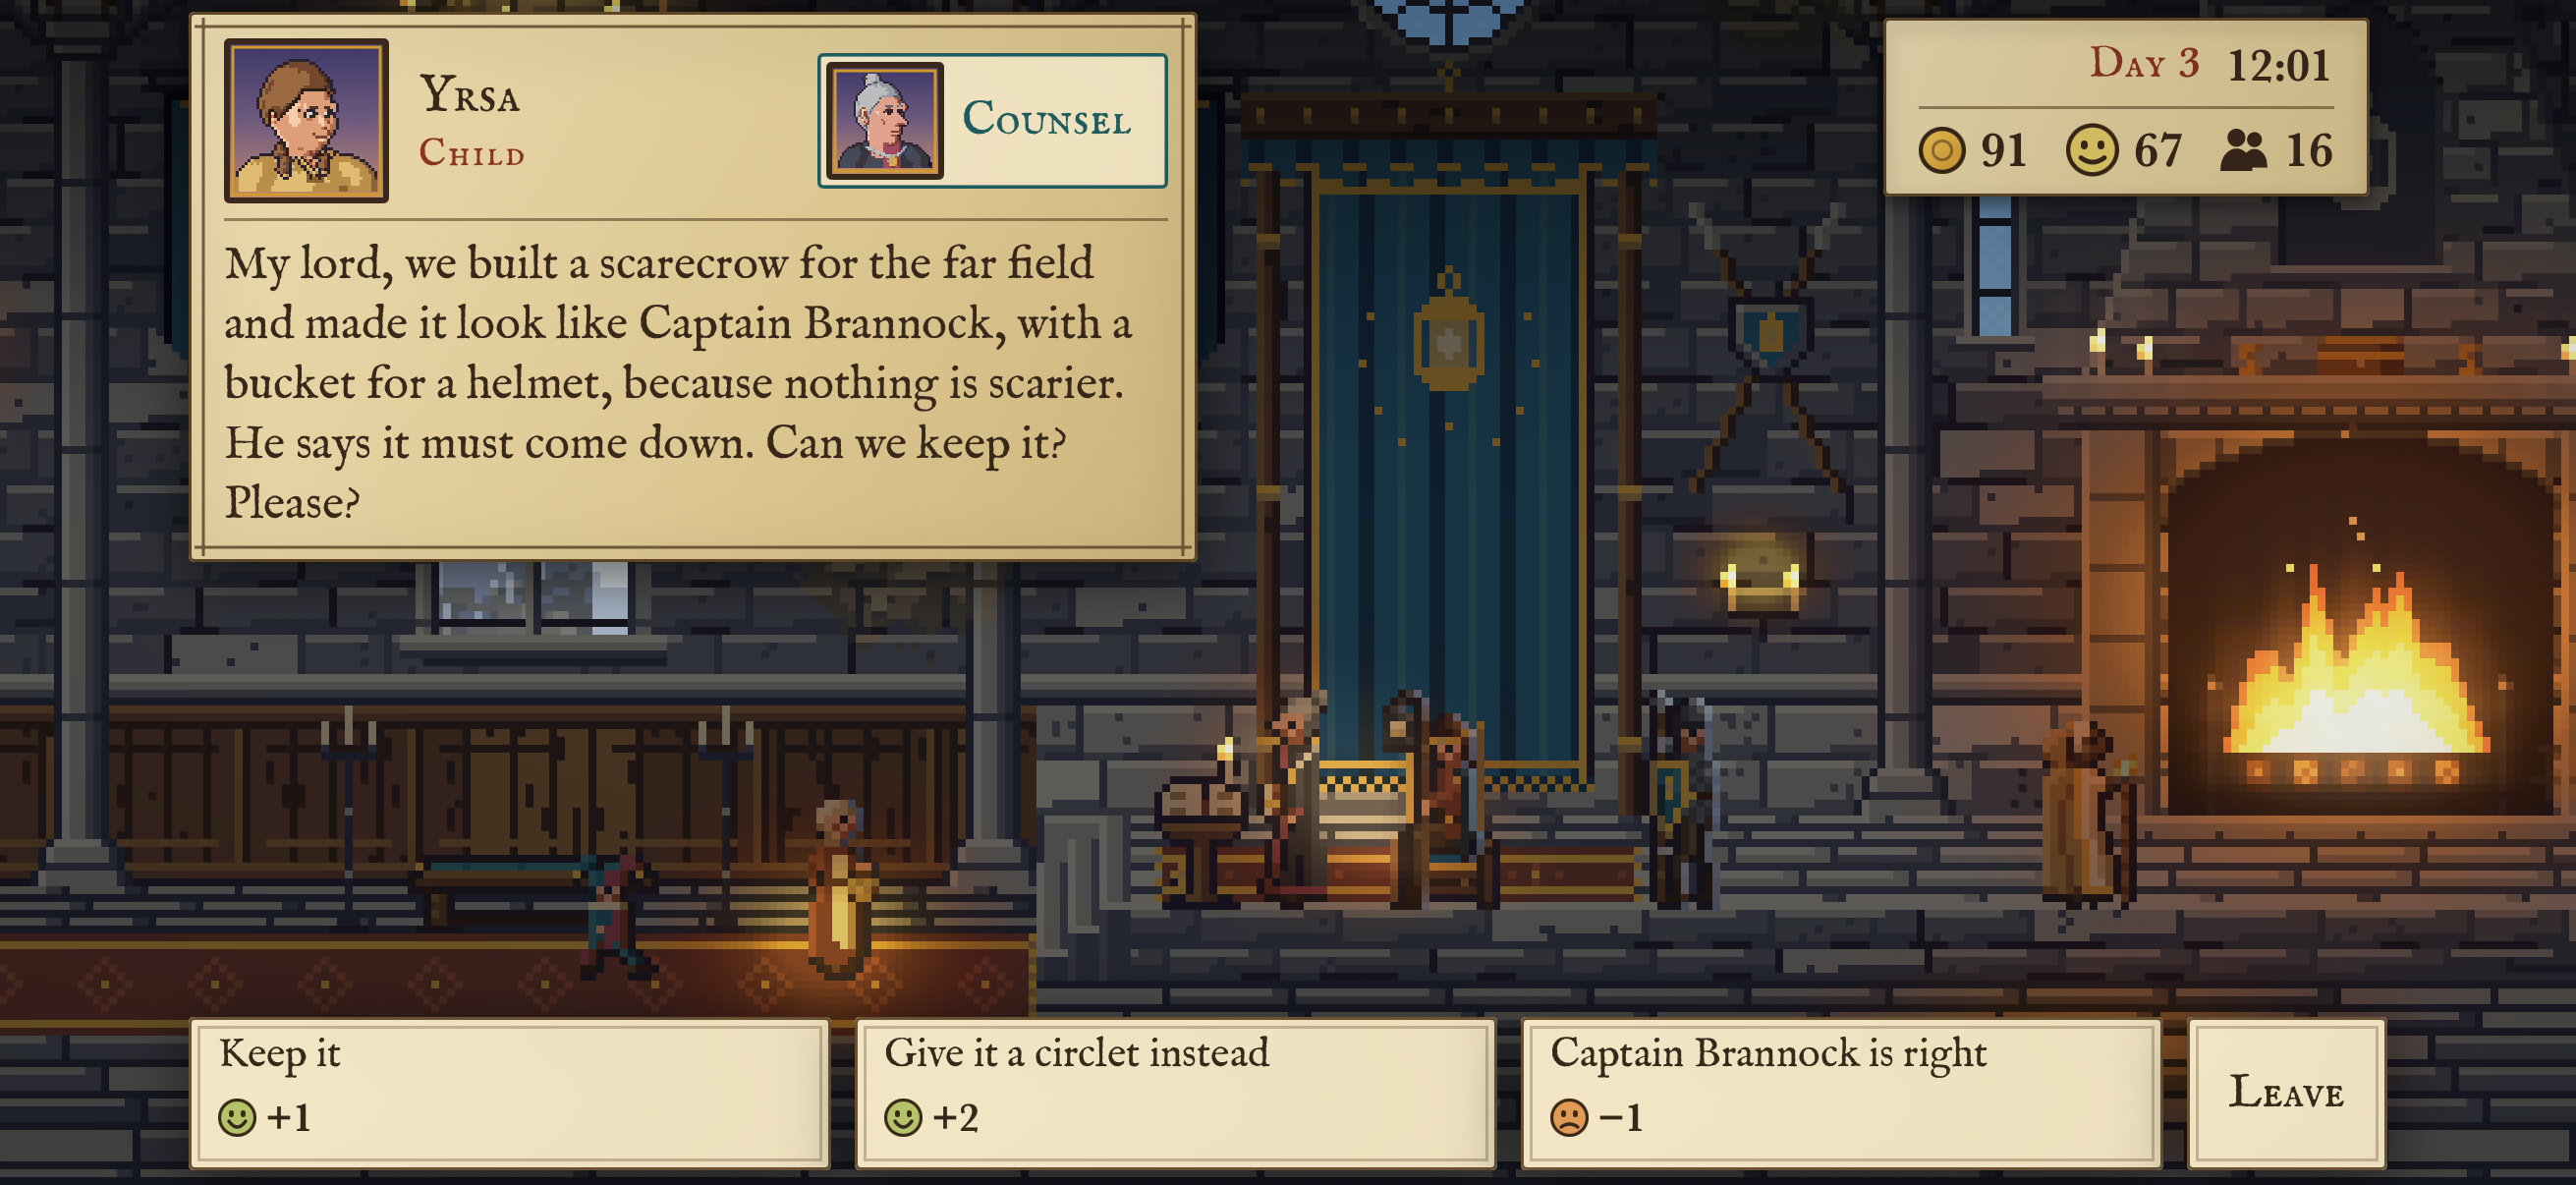 Yrsa
Child
Counsel
My lord, we built a scarecrow for the far field
and made it look like Captain Brannock, with a
bucket for a helmet, because nothing is scarier.
He says it must come down. Can we keep it?
Please?
Day 3 12:01
91 67 16
Keep it
+1
Give it a circlet instead
+2
Captain Brannock is right
−1
Leave